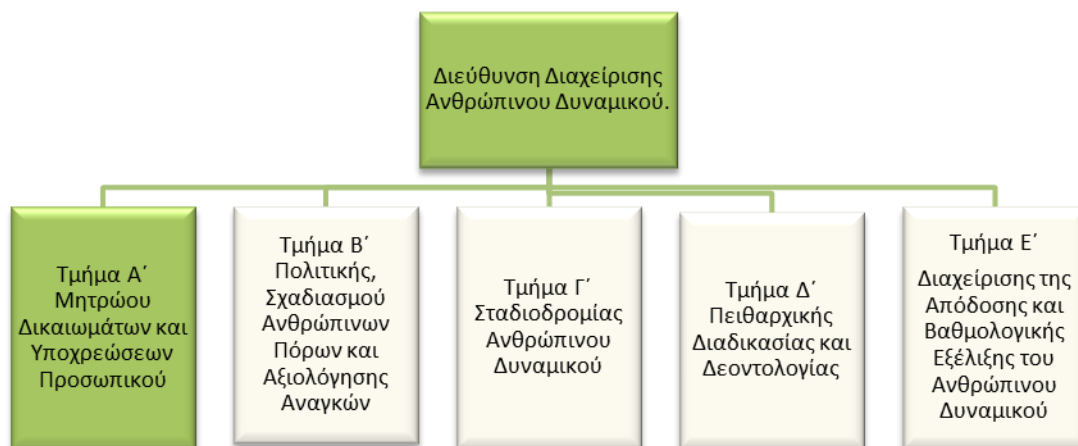 Διεύθυνση Διαχείρισης
Ανθρώπινου Δυναμικού.
Τμήμα Α΄
Μητρώου
Δικαιωμάτων και
Υποχρεώσεων
Προσωπικού
Τμήμα Β΄
Πολιτικής,
Σχαδιασμού
Ανθρώπινων
Πόρων και
Αξιολόγησης
Αναγκών
Τμήμα Γ΄
Σταδιοδρομίας
Ανθρώπινου
Δυναμικού
Τμήμα Δ΄
Πειθαρχικής
Διαδικασίας και
Δεοντολογίας
Τμήμα Ε΄
Διαχείρισης της
Απόδοσης και
Βαθμολογικής
Εξέλιξης του
Ανθρώπινου
Δυναμικού